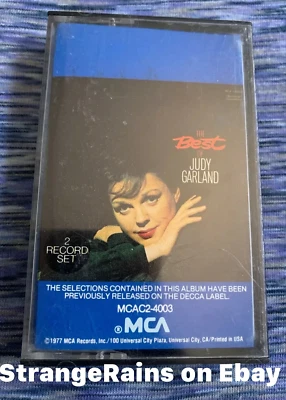 THE
Best
OF
JUDY
GARLAND
2
RECORD
SET
THE SELECTIONS CONTAINED IN THIS ALBUM HAVE BEEN
PREVIOUSLY RELEASED ON THE DECCA LABEL.
MCAC2-4003
® MCA
©1977 MCA Records, Inc./100 Universal City Plaza, Universal City, CA/Printed in USA
StrangeRains on Ebay